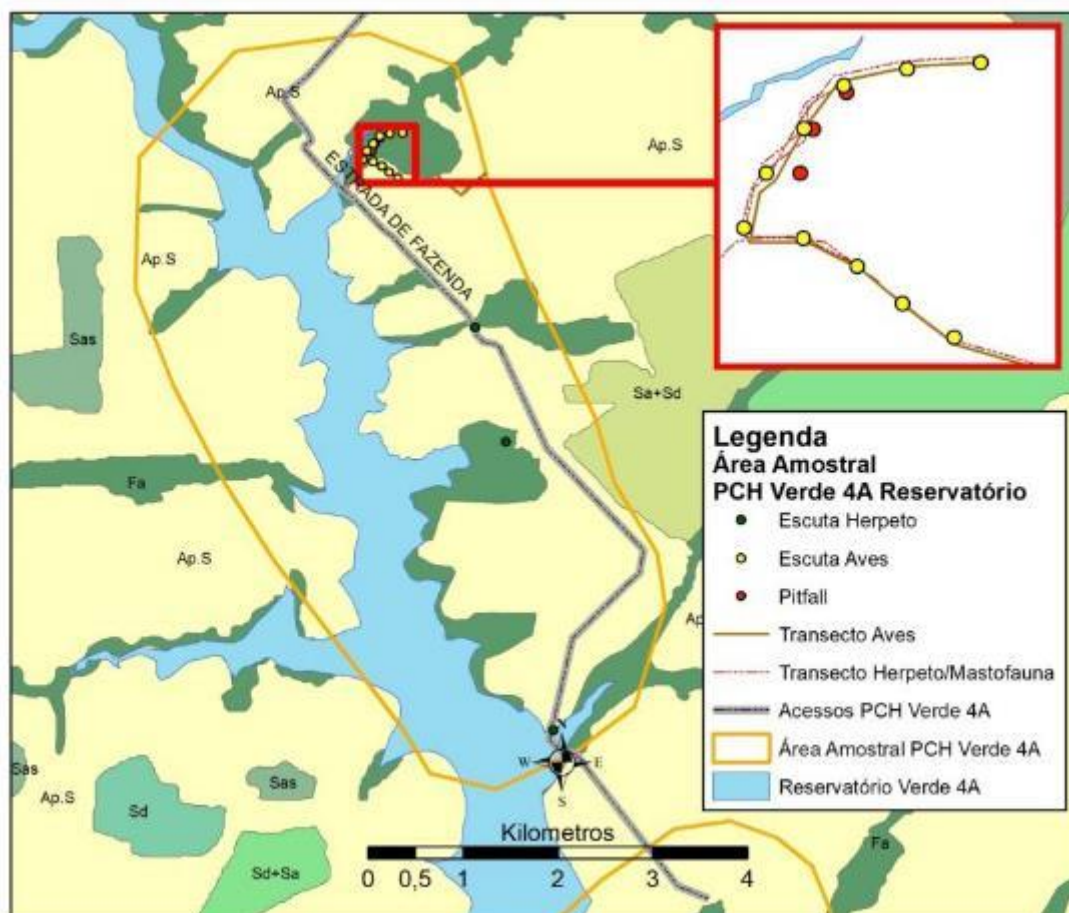 Ap.S
Ap.S
ESTRADA DE FAZENDA
Ap.S
Sas
Sa+Sd
Fa
Ap.S
Ap
Legenda
Área Amostral
PCH Verde 4A Reservatório
Escuta Herpeto
Escuta Aves
Pitfall
Transecto Aves
Transecto Herpeto/Mastofauna
Acessos PCH Verde 4A
Área Amostral PCH Verde 4A
Reservatório Verde 4A
N
W E
S
Sas
Ap.S
Sas
Sd
Sd+Sa
Fa
Kilometros
0 0,5 1 2 3 4